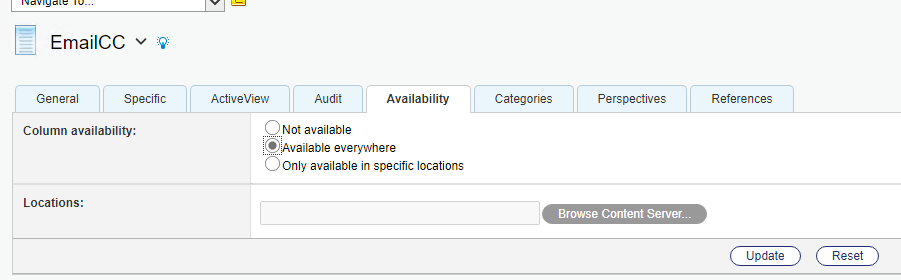 Navigate To...
EmailCC
General Specific ActiveView Audit Availability Categories Perspectives References
Column availability:
Not available
Available everywhere
Only available in specific locations
Locations:
Browse Content Server...
Update Reset